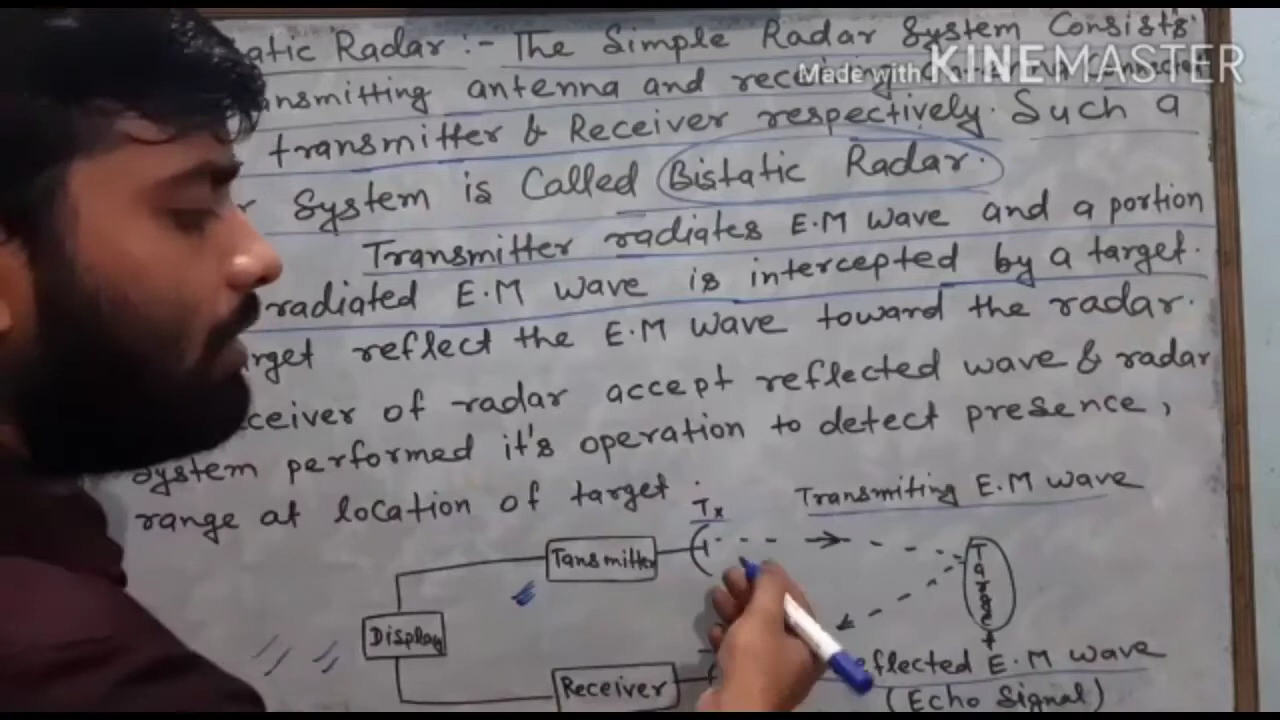 atic Radar :- The Simple Radar System Consists
Made with KINEMASTER
ansmitting antenna and receiving
transmitter & Receiver respectively. Such a
r System is Called Bistatic Radar.
Transmitter radiates E.M wave and a portion
radiated E.M wave is intercepted by a target.
rget reflect the E.M wave toward the radar.
ceiver of radar accept reflected wave & radar
System performed it's operation to detect presence,
range at location of target.
Tx
Transmiting E.M wave
Tansmitter
Target
Display
eflected E.M wave
Receiver
(Echo Signal)